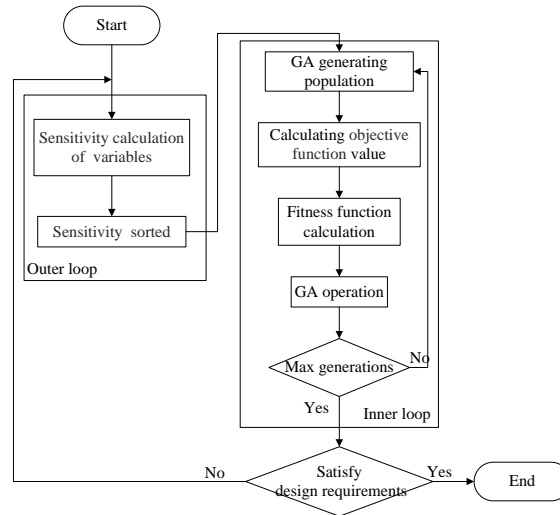 Start
Sensitivity calculation
of variables
Sensitivity sorted
Outer loop
GA generating
population
Calculating objective
function value
Fitness function
calculation
GA operation
Max generations
No
Yes
Inner loop
Satisfy
design requirements
No
Yes
End